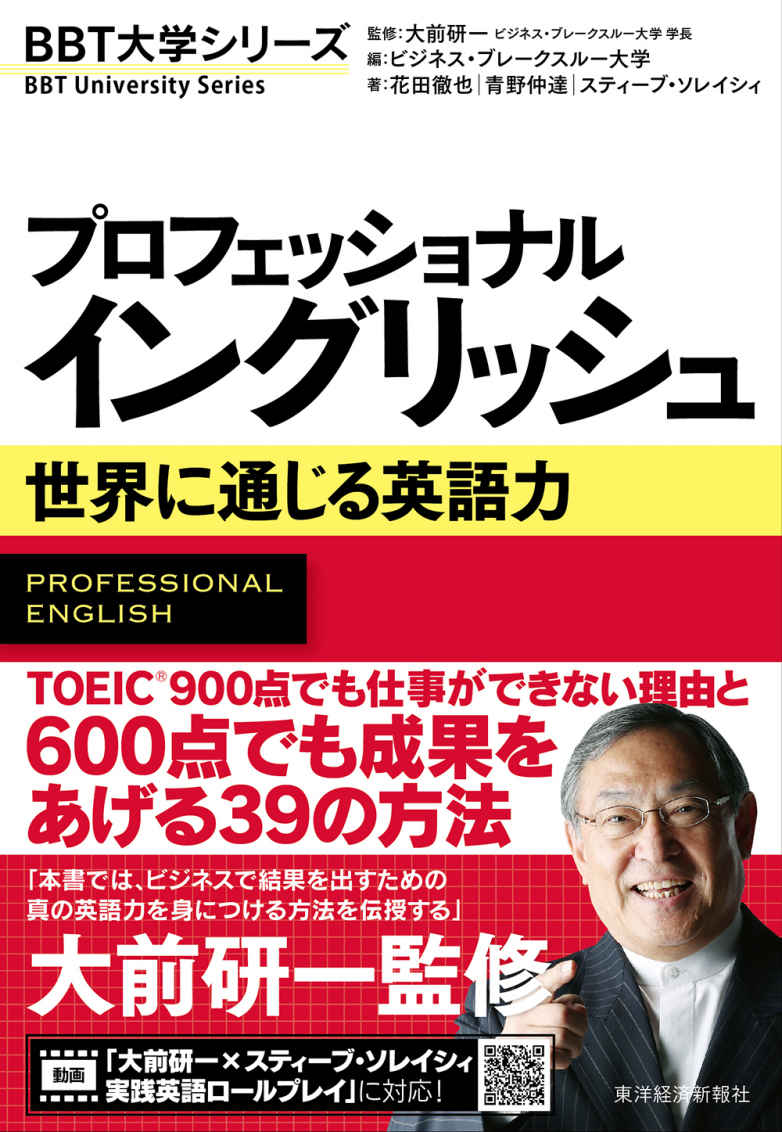 BBT大学シリーズ
BBT University Series
監修：大前研一 ビジネス・ブレークスルー大学 学長
編：ビジネス・ブレークスルー大学
著：花田徹也｜青野仲達｜スティーブ・ソレイシィ
プロフェッショナル
イングリッシュ
世界に通じる英語力
PROFESSIONAL
ENGLISH
TOEIC®900点でも仕事ができない理由と
600点でも成果を
あげる39の方法
「本書では、ビジネスで結果を出すための
真の英語力を身につける方法を伝授する」
大前研一監修
動画
「大前研一×スティーブ・ソレイシィ
実践英語ロールプレイ」に対応！
東洋経済新報社